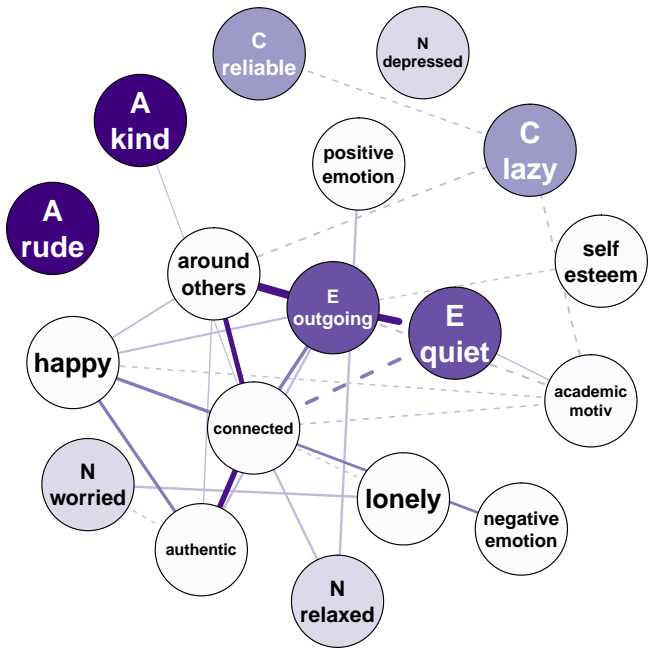 C
reliable
N
depressed
A
kind
C
lazy
positive
emotion
A
rude
around
others
self
esteem
E
outgoing
E
quiet
happy
academic
motiv
connected
N
worried
lonely
negative
emotion
authentic
N
relaxed